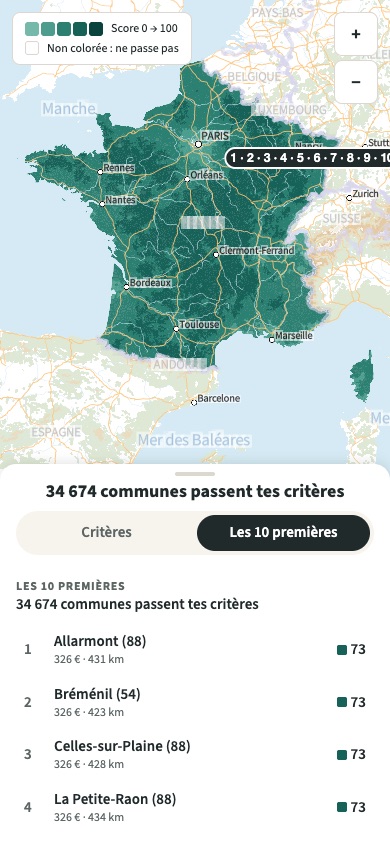 Score 0 → 100
Non colorée : ne passe pas
+
−
PAYS-BAS
BELGIQUE
Manche
LUXEMBOURG
PARIS
Nancy
Stutt
1 · 2 · 3 · 4 · 5 · 6 · 7 · 8 · 9 · 10
Rennes
Orléans
Zurich
Nantes
SUISSE
Clermont-Ferrand
Bordeaux
Toulouse
Marseille
Barcelone
ESPAGNE
Mer des Baléares
Me
34 674 communes passent tes critères
Critères
Les 10 premières
LES 10 PREMIÈRES
34 674 communes passent tes critères
1
Allarmont (88)
326 € · 431 km
73
2
Bréménil (54)
326 € · 423 km
73
3
Celles-sur-Plaine (88)
326 € · 428 km
73
4
La Petite-Raon (88)
326 € · 434 km
73